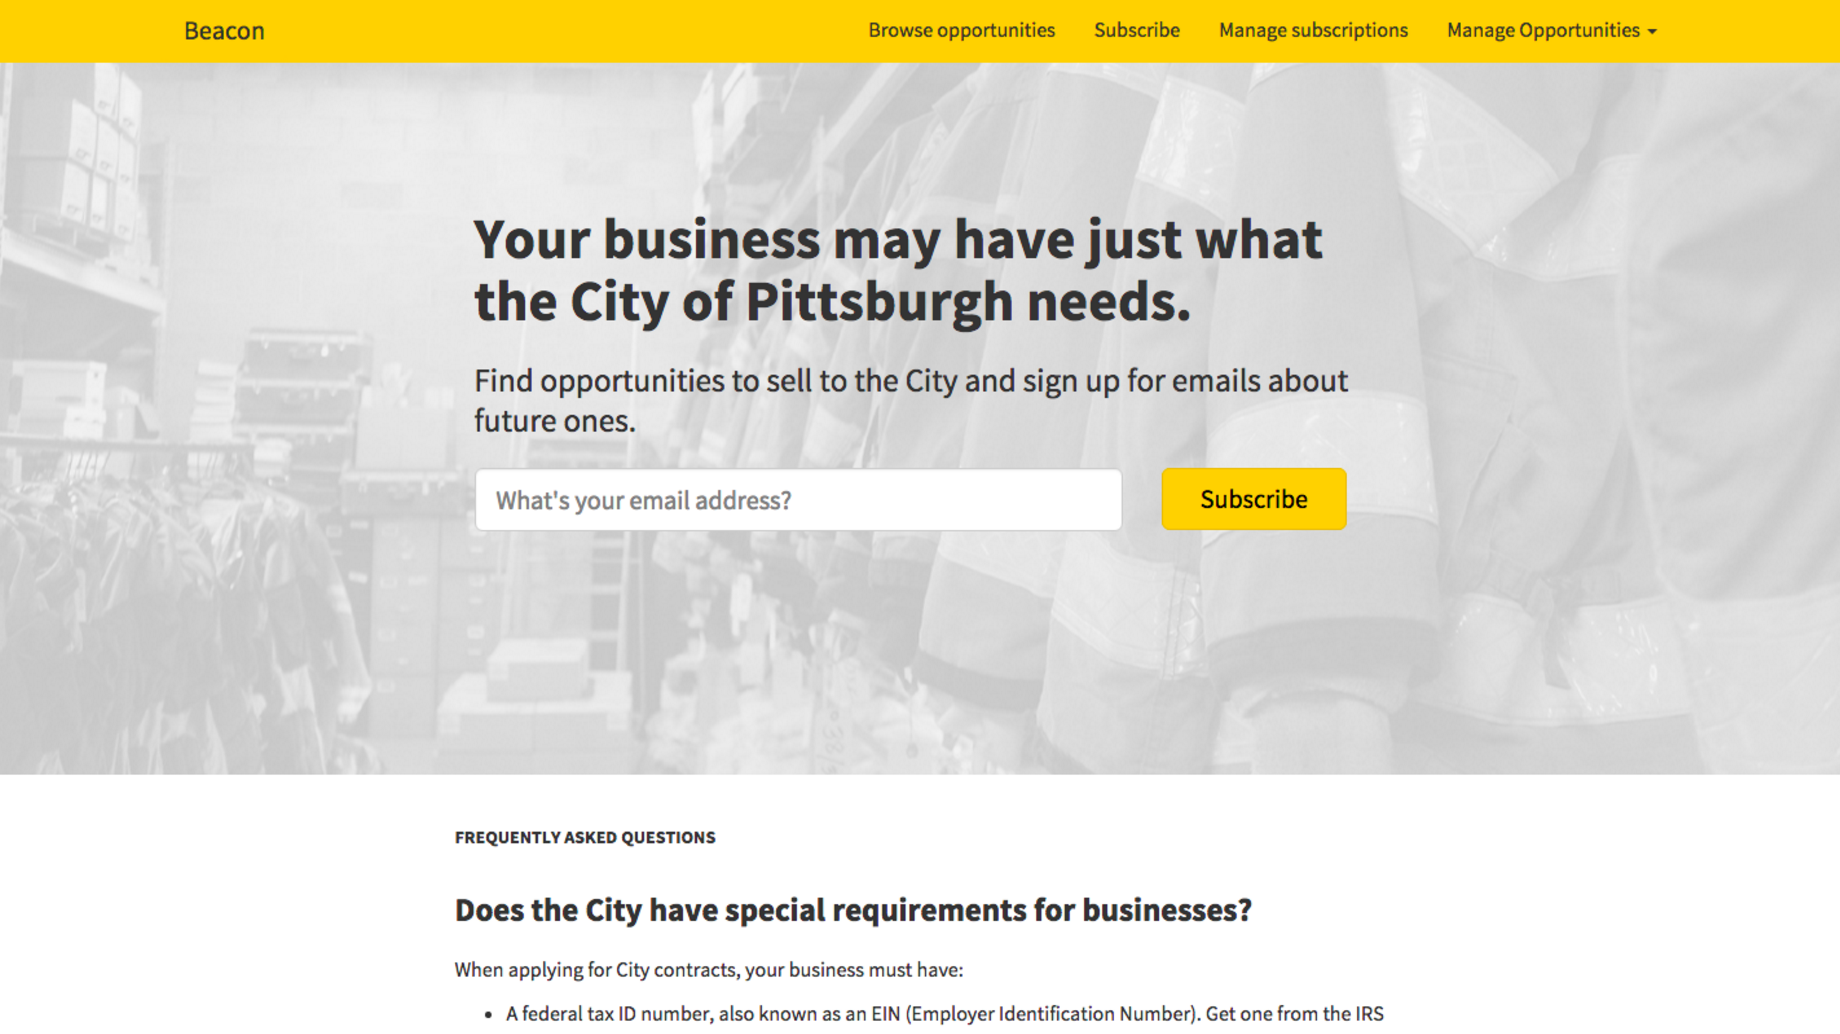 Beacon
Browse opportunities
Subscribe
Manage subscriptions
Manage Opportunities
Your business may have just what
the City of Pittsburgh needs.
Find opportunities to sell to the City and sign up for emails about
future ones.
What's your email address?
Subscribe
FREQUENTLY ASKED QUESTIONS
Does the City have special requirements for businesses?
When applying for City contracts, your business must have:
• A federal tax ID number, also known as an EIN (Employer Identification Number). Get one from the IRS